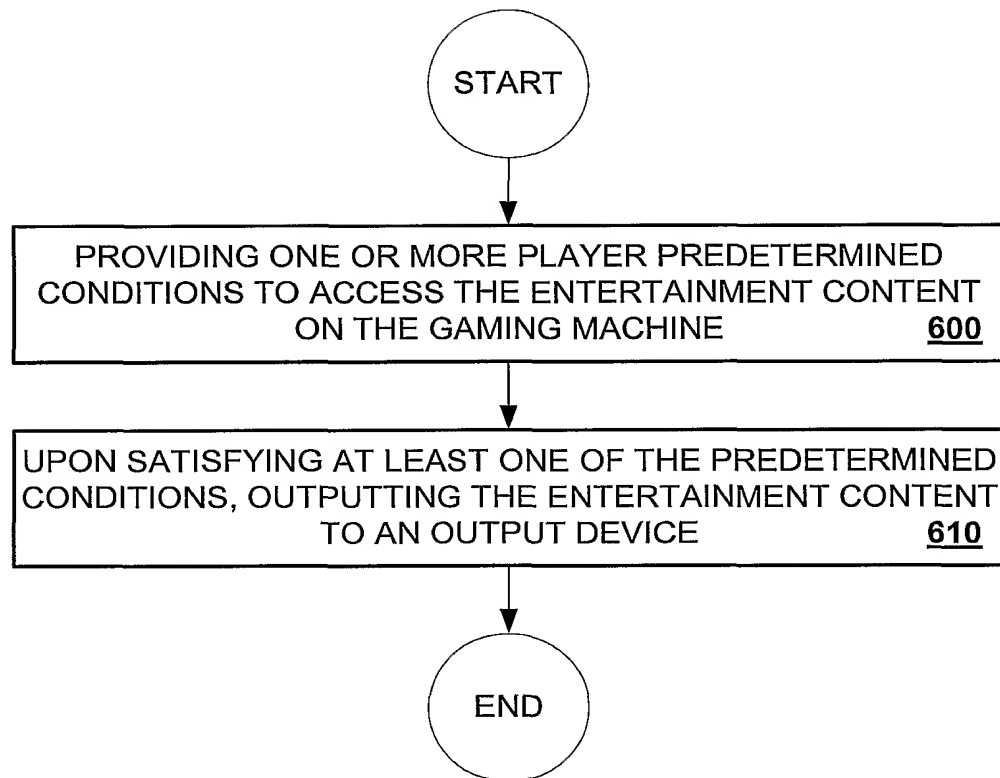 START
PROVIDING ONE OR MORE PLAYER PREDETERMINED
CONDITIONS TO ACCESS THE ENTERTAINMENT CONTENT
ON THE GAMING MACHINE 600
UPON SATISFYING AT LEAST ONE OF THE PREDETERMINED
CONDITIONS, OUTPUTTING THE ENTERTAINMENT CONTENT
TO AN OUTPUT DEVICE 610
END